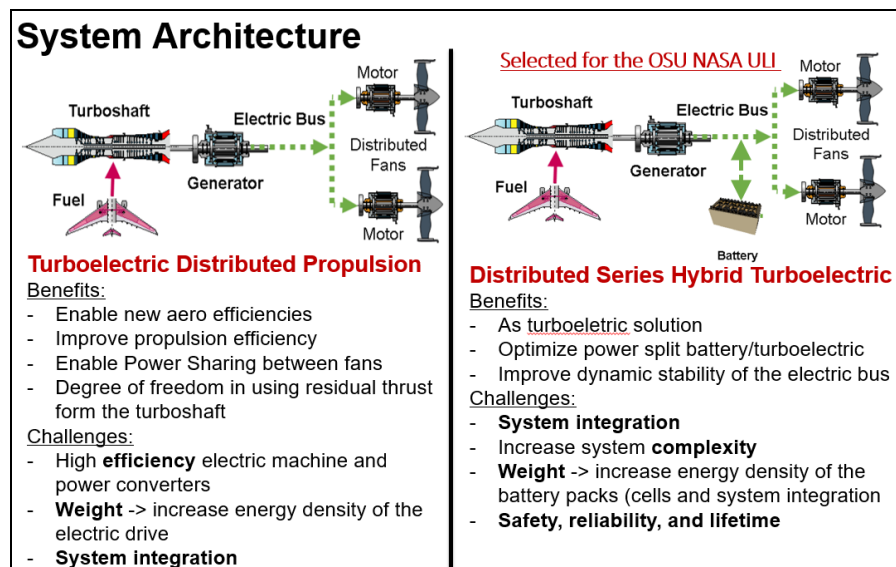 System Architecture
Turboshaft
Fuel
Generator
Electric Bus
Motor
Distributed
Fans
Motor
Turboelectric Distributed Propulsion
Benefits:
- Enable new aero efficiencies
- Improve propulsion efficiency
- Enable Power Sharing between fans
- Degree of freedom in using residual thrust
form the turboshaft
Challenges:
- High efficiency electric machine and
power converters
- Weight -> increase energy density of the
electric drive
- System integration
Selected for the OSU NASA ULI
Turboshaft
Fuel
Generator
Electric Bus
Motor
Distributed
Fans
Motor
Battery
Distributed Series Hybrid Turboelectric
Benefits:
- As turboeletric solution
- Optimize power split battery/turboelectric
- Improve dynamic stability of the electric bus
Challenges:
- System integration
- Increase system complexity
- Weight -> increase energy density of the
battery packs (cells and system integration
- Safety, reliability, and lifetime